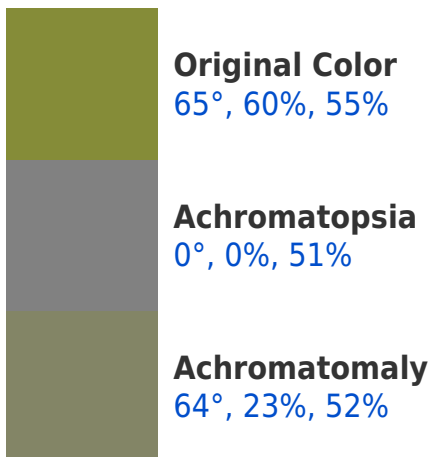 Original Color
65°, 60%, 55%
Achromatopsia
0°, 0%, 51%
Achromatomaly
64°, 23%, 52%